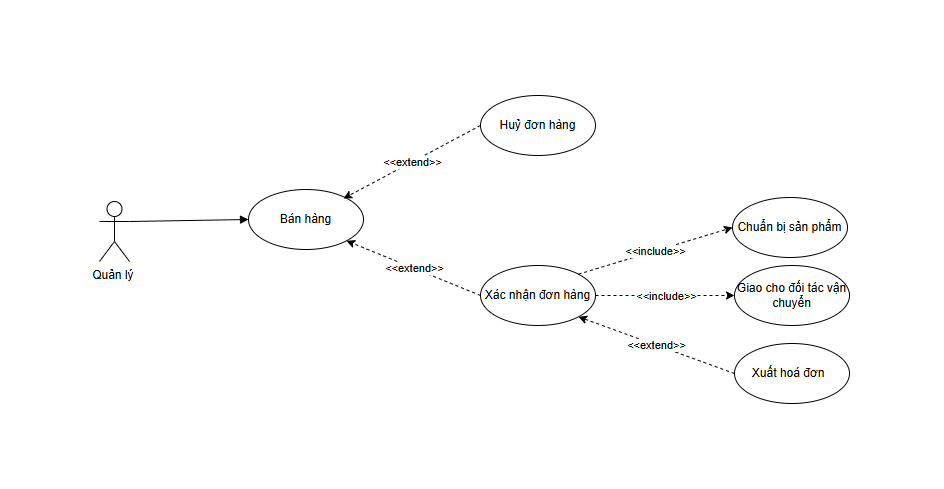 Huỷ đơn hàng
<<extend>>
Bán hàng
Quản lý
<<extend>>
Xác nhận đơn hàng
<<include>>
Chuẩn bị sản phẩm
<<include>>
Giao cho đối tác vận
chuyển
<<extend>>
Xuất hoá đơn